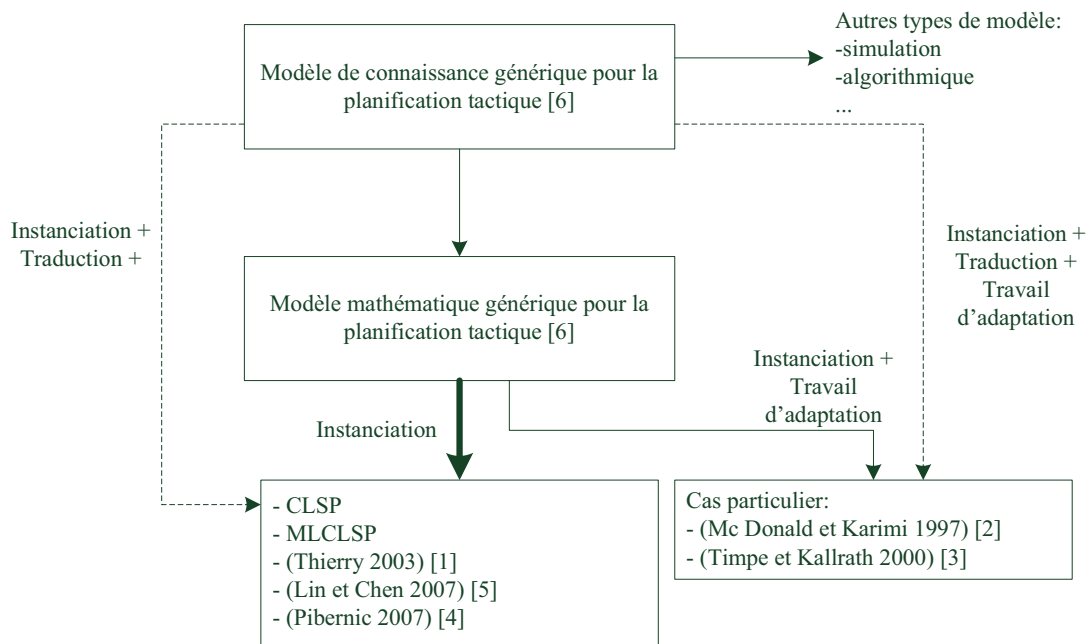 Autres types de modèle:
-simulation
-algorithmique
...
Modèle de connaissance générique pour la
planification tactique [6]
Instanciation +
Traduction +
Instanciation +
Traduction +
Travail
d’adaptation
Modèle mathématique générique pour la
planification tactique [6]
Instanciation +
Travail
d’adaptation
Instanciation
- CLSP
- MLCLSP
- (Thierry 2003) [1]
- (Lin et Chen 2007) [5]
- (Pibernic 2007) [4]
Cas particulier:
- (Mc Donald et Karimi 1997) [2]
- (Timpe et Kallrath 2000) [3]